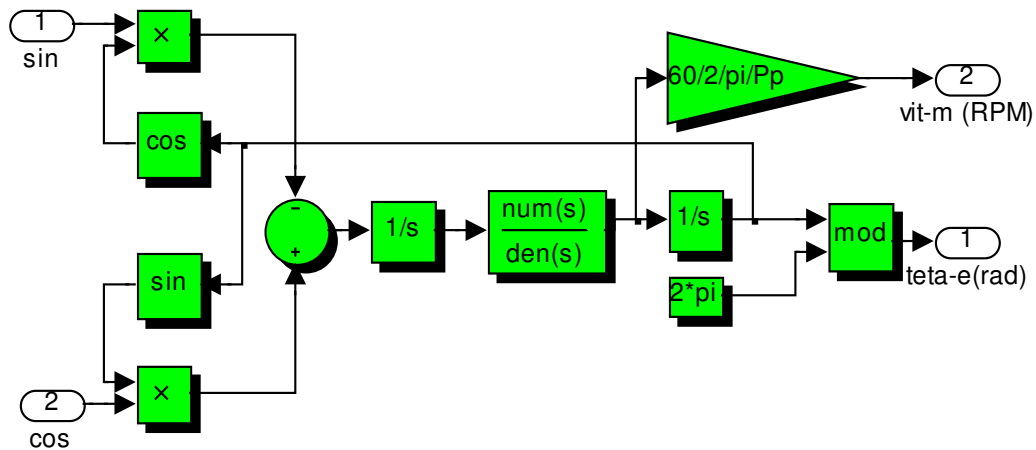 1
sin
×
cos
60/2/pi/Pp
2
vit-m (RPM)
−
+
1/s
num(s)
den(s)
1/s
mod
1
teta-e(rad)
sin
2*pi
×
2
cos